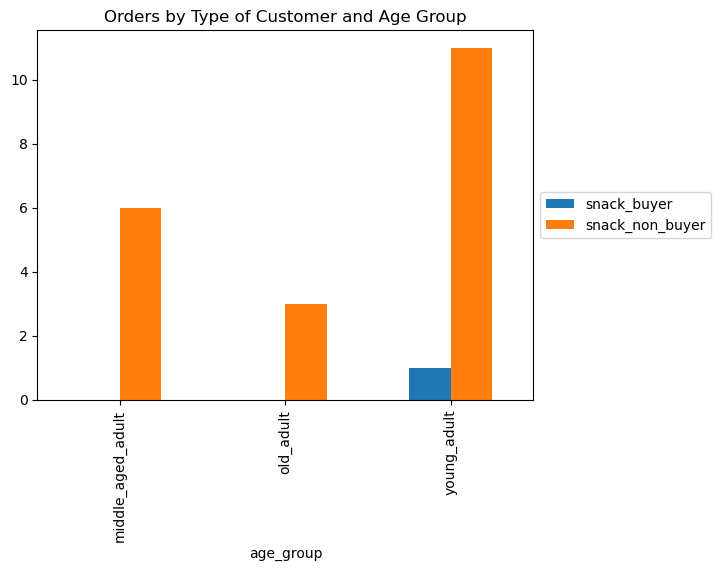 Orders by Type of Customer and Age Group
10
8
6
4
2
0
snack_buyer
snack_non_buyer
middle_aged_adult
old_adult
young_adult
age_group